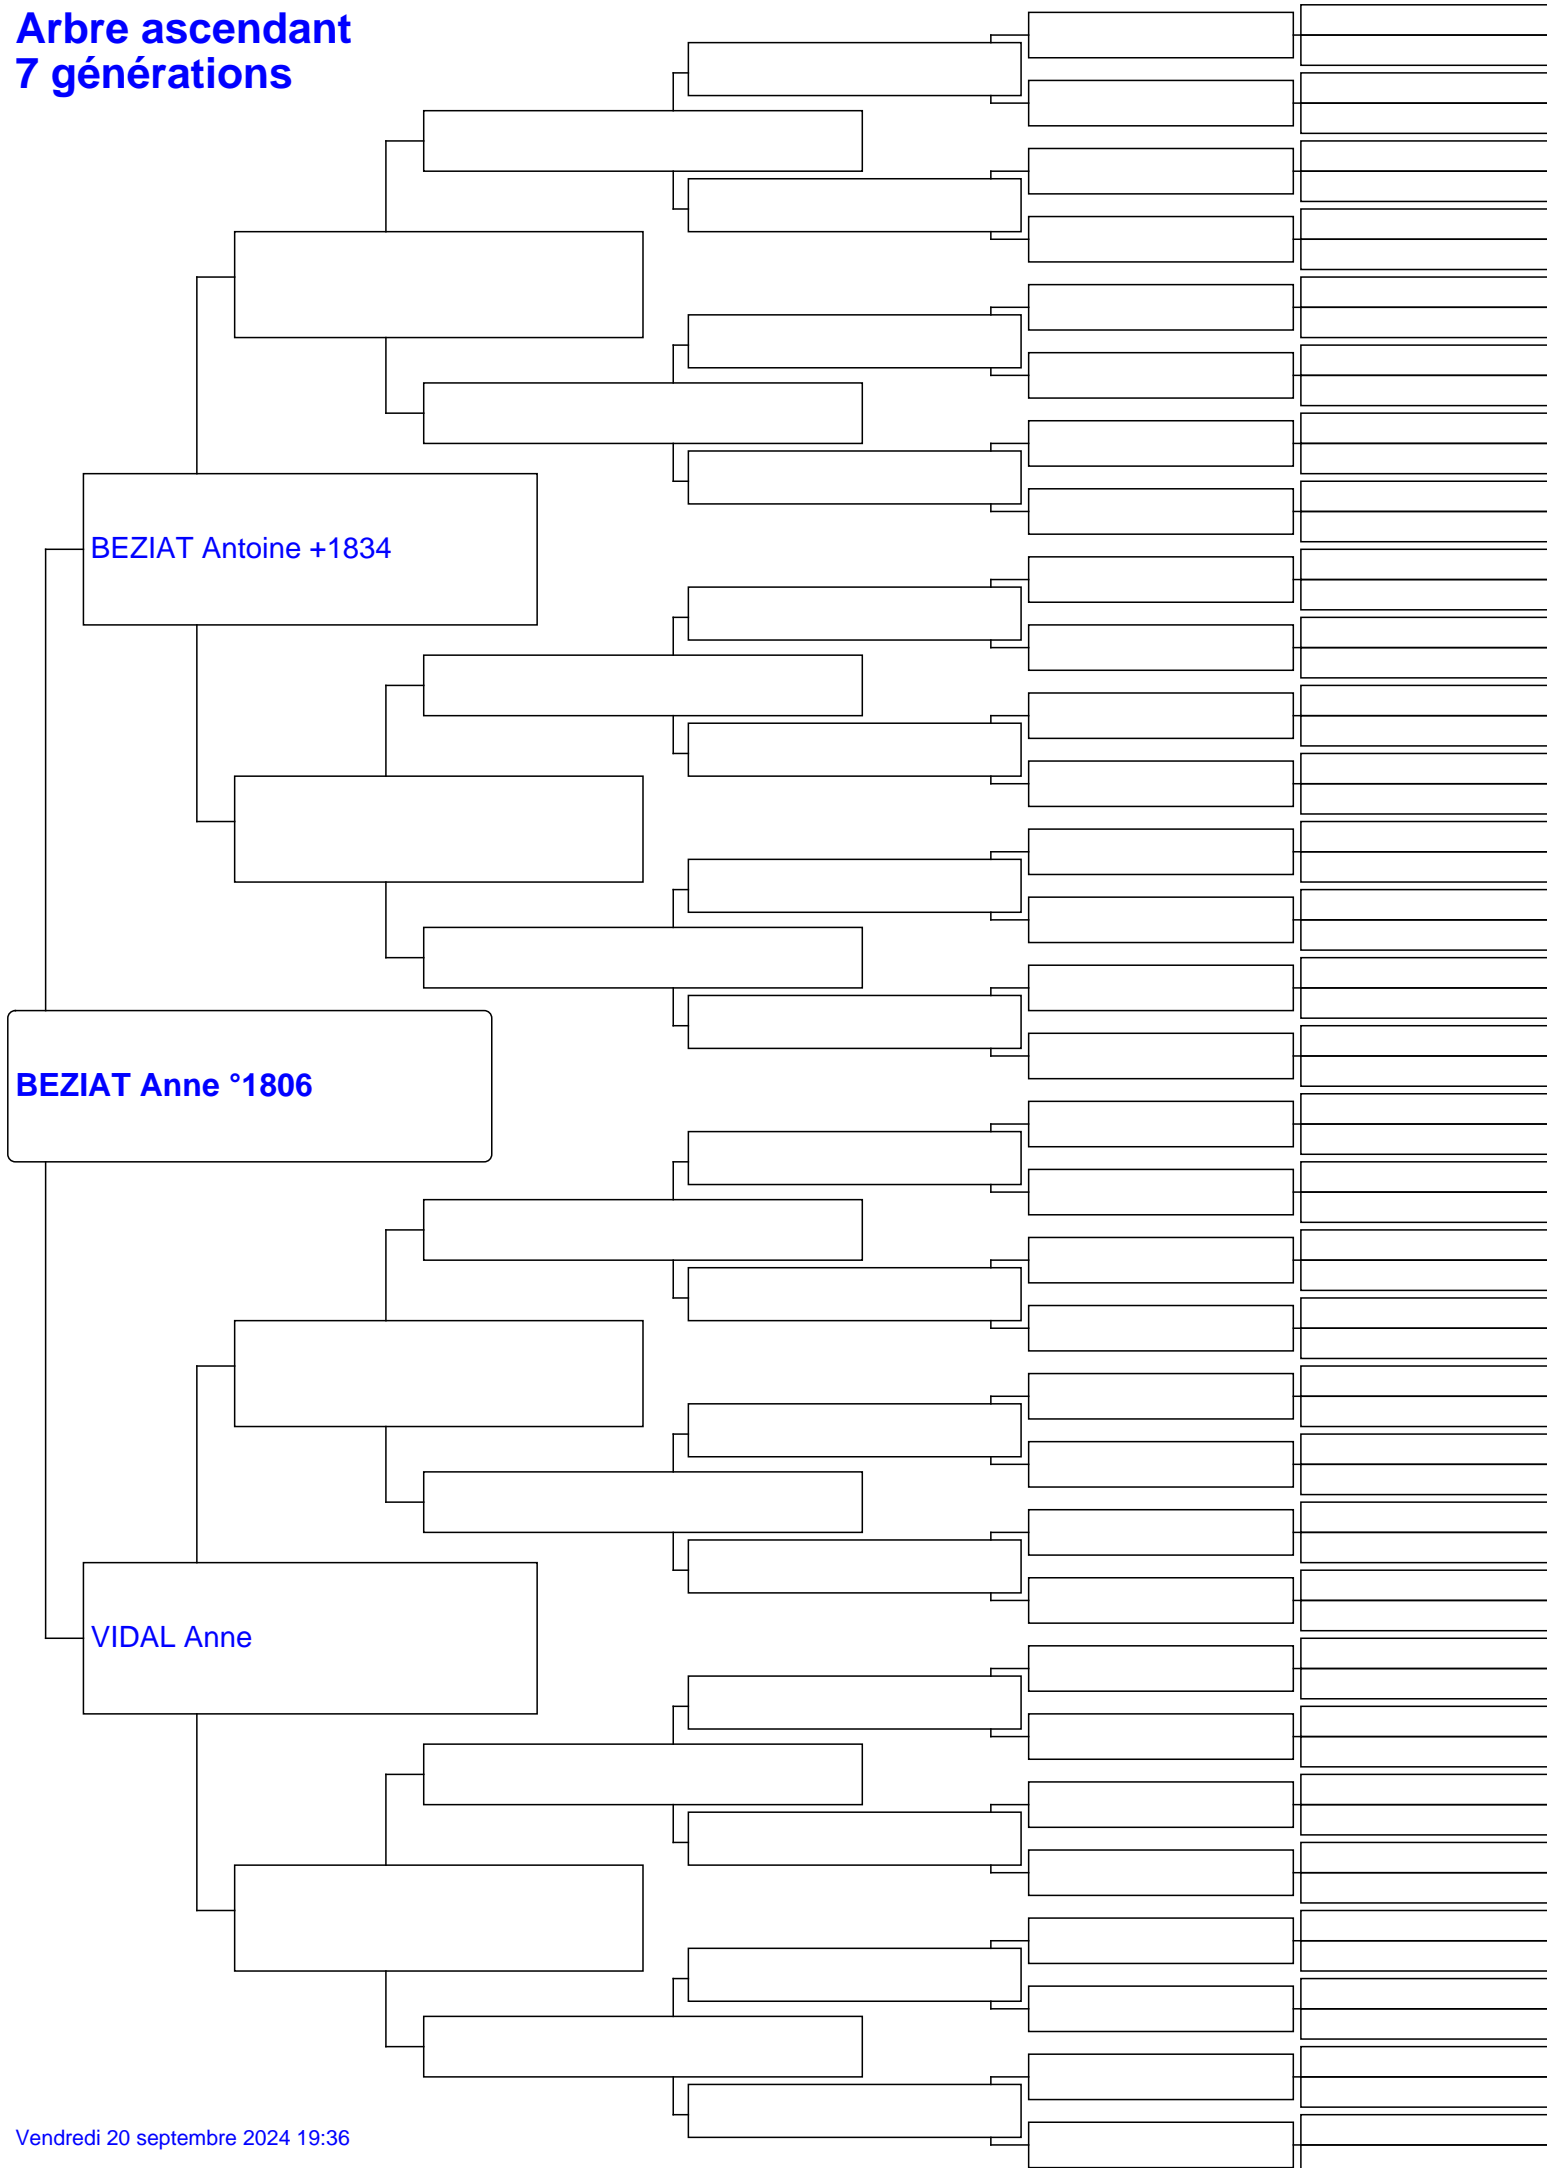 Arbre ascendant
7 générations
BEZIAT Antoine +1834
BEZIAT Anne °1806
VIDAL Anne
Vendredi 20 septembre 2024 19:36